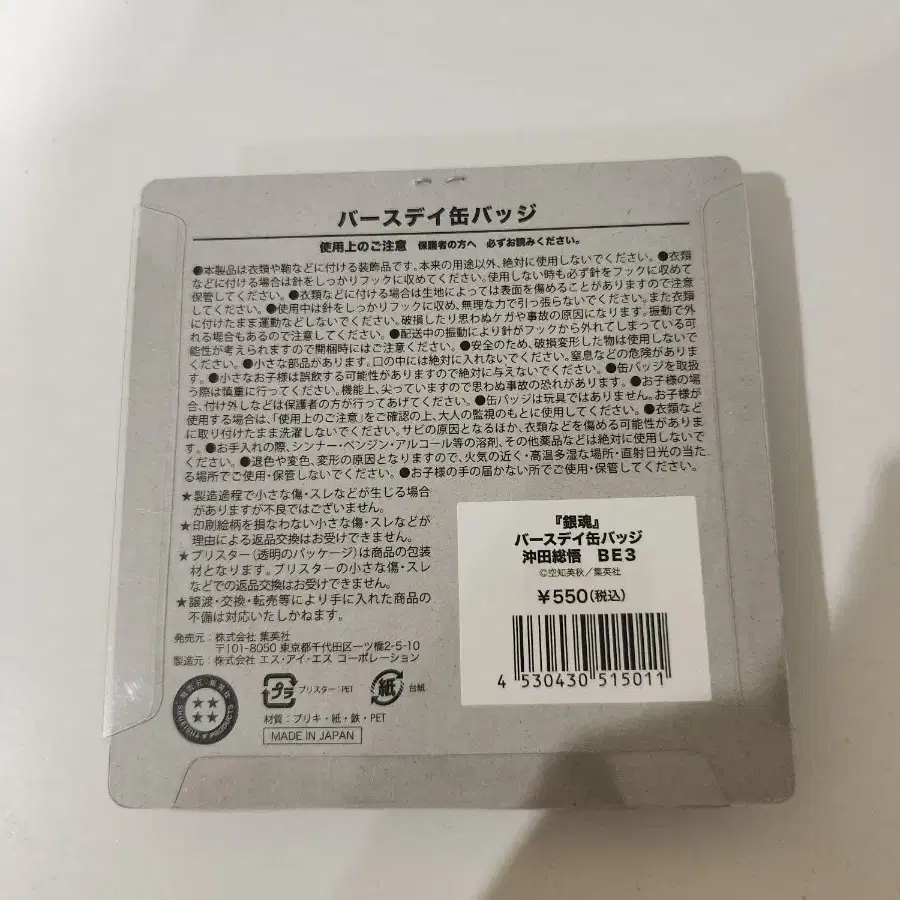 バースデイ缶バッジ
使用上のご注意 保護者の方へ 必ずお読みください。
●本製品は衣類や鞄などに付ける装飾品です。本来の用途以外、絶対に使用しないでください。●衣類
などに付ける場合は針をしっかりフックに収めてください。使用しない時も必ず針をフックに収めて
保管してください。●衣類などに付ける場合は生地によっては表面を傷めることがありますので注意
してください。●使用中は針をしっかりフックに収め、無理な力で引っ張らないでください。また衣類
に付けたまま運動などしないでください。破損したり思わぬケガや事故の原因になります。振動で外
れる場合もあるので注意してください。●配送中の振動により針がフックから外れてしまっている可
能性が考えられますので開梱時にはご注意ください。●安全のため、破損変形した物は使用しないで
ください。●小さな部品があります。口の中には絶対に入れないでください。窒息などの危険がありま
す。●小さなお子様は誤飲する可能性がありますので絶対に与えないでください。●缶バッジを取扱
う際は慎重に行ってください。機能上、尖っていますので思わぬ事故の恐れがあります。●お子様の場
合、付け外しなどは保護者の方が行ってあげてください。●缶バッジは玩具ではありません。お子様が
使用する場合は、「使用上のご注意」をご確認の上、大人の監視のもとに使用してください。●衣類など
に取り付けたまま洗濯しないでください。サビの原因となるほか、衣類などを傷める可能性がありま
す。●お手入れの際、シンナー・ベンジン・アルコール等の溶剤、その他薬品などは絶対に使用しないで
ください。●退色や変色、変形の原因となりますので、火気の近く・高温多湿な場所・直射日光の当た
る場所でご使用・保管しないでください。●お子様の手の届かない所でご使用・保管してください。
★製造過程で小さな傷・スレなどが生じる場合
がありますが不良ではございません。
★印刷絵柄を損なわない小さな傷・スレなどが
理由による返品交換はお受けできません。
★ブリスター(透明のパッケージ)は商品の包装
材となります。ブリスターの小さな傷・スレ
などでの返品交換はお受けできません。
★譲渡・交換・転売等により手に入れた商品の
不備は対応いたしかねます。
発売元:株式会社 集英社
〒101-8050 東京都千代田区一ツ橋2-5-10
製造元:株式会社 エス・アイ・エス コーポレーション
発売元・集英社
SHUEISHA PRODUCTS
プラ
ブリスター:PET
紙
台紙
材質:ブリキ・紙・鉄・PET
MADE IN JAPAN
『銀魂』
バースデイ缶バッジ
沖田総悟 BE3
©空知英秋/集英社
¥550(税込)
4 530430 515011